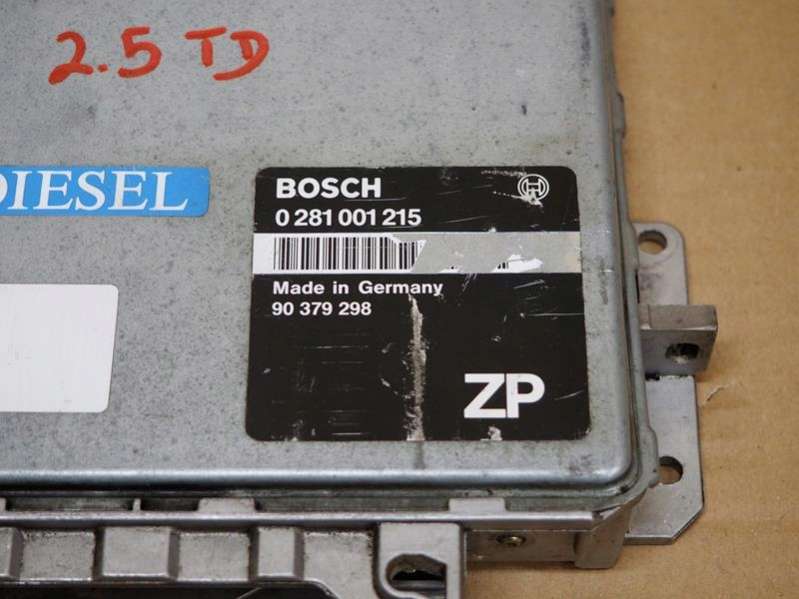 2.5 TD
DIESEL
BOSCH
0 281 001 215
Made in Germany
90 379 298
ZP